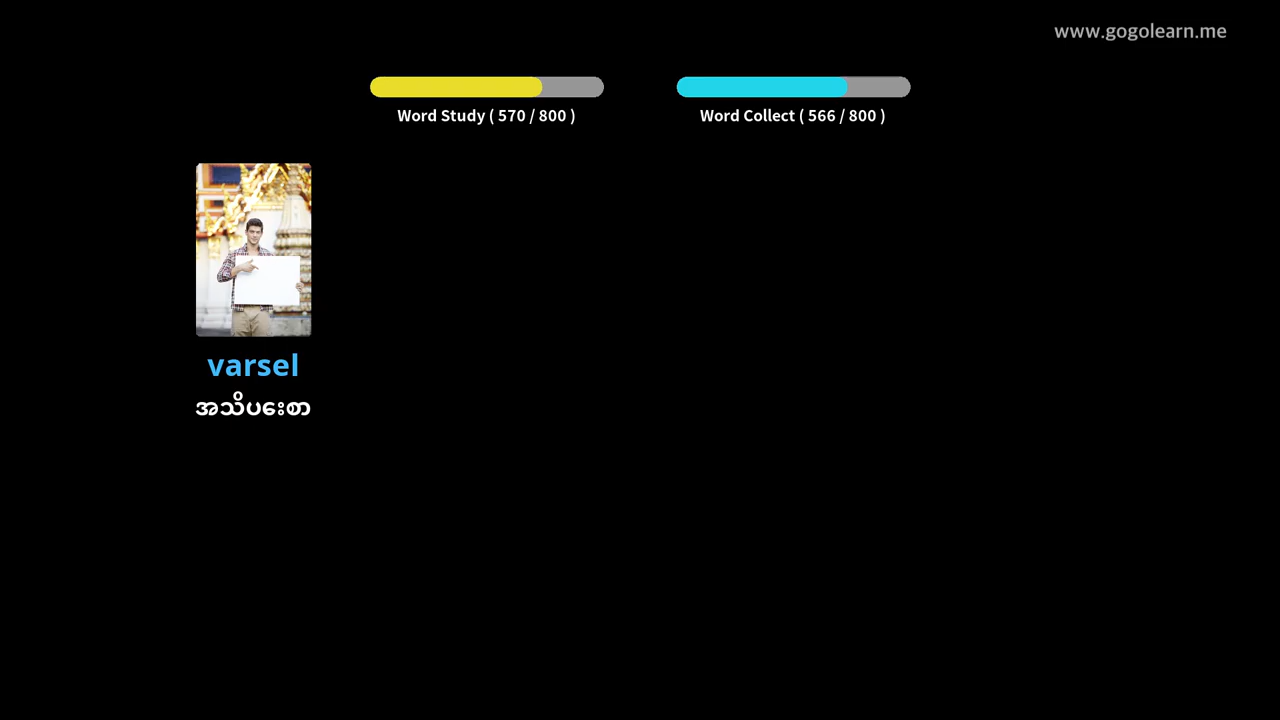 www.gogolearn.me
Word Study ( 570 / 800 )
Word Collect ( 566 / 800 )
varsel
အသိပေးစာ